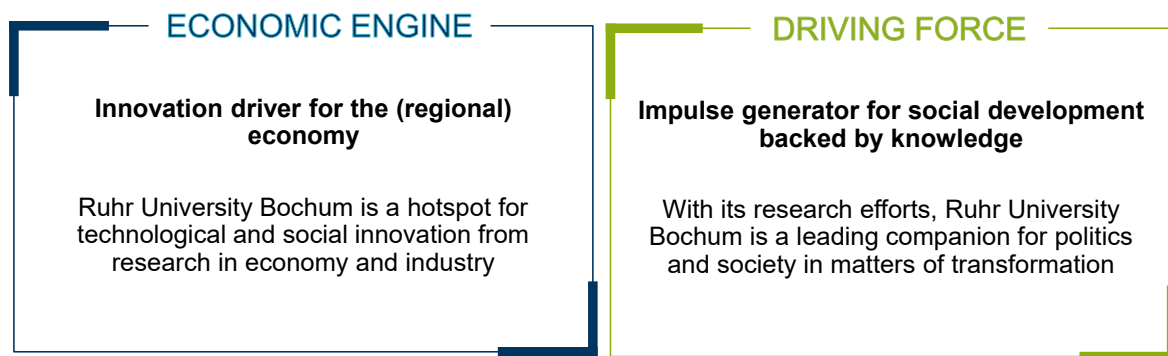 ECONOMIC ENGINE
Innovation driver for the (regional)
economy
Ruhr University Bochum is a hotspot for
technological and social innovation from
research in economy and industry
DRIVING FORCE
Impulse generator for social development
backed by knowledge
With its research efforts, Ruhr University
Bochum is a leading companion for politics
and society in matters of transformation